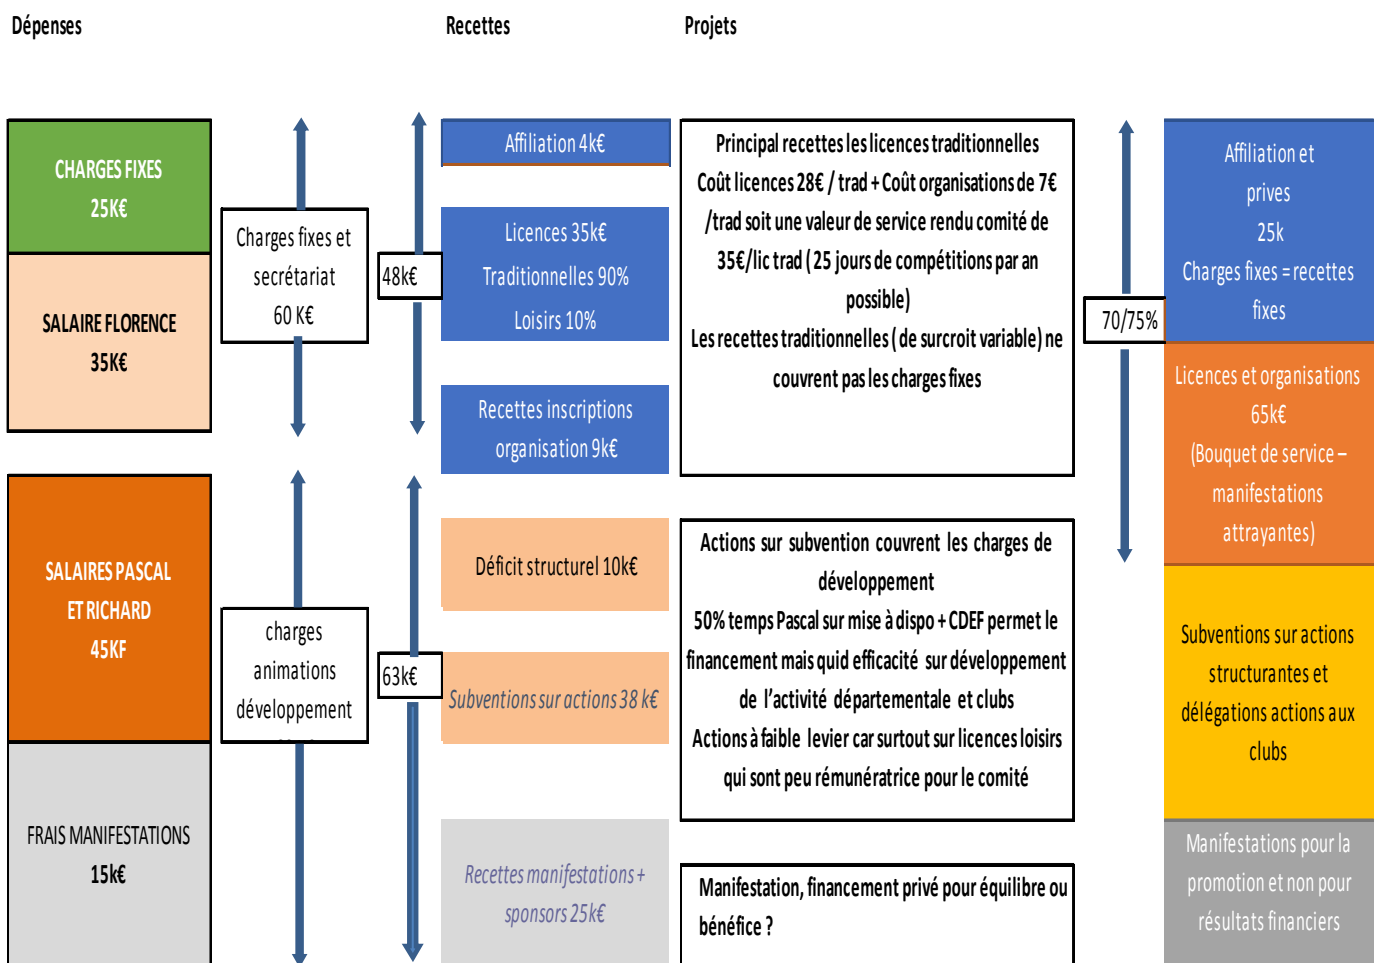 Dépenses
Recettes
Projets
CHARGES FIXES
25K€
SALAIRE FLORENCE
35K€
SALAIRES PASCAL
ET RICHARD
45KF
FRAIS MANIFESTATIONS
15k€
Charges fixes et
secrétariat
60 K€
charges
animations
développement
48k€
63k€
Affiliation 4k€
Licences 35k€
Traditionnelles 90%
Loisirs 10%
Recettes inscriptions
organisation 9k€
Déficit structurel 10k€
Subventions sur actions 38 k€
Recettes manifestations +
sponsors 25k€
Principal recettes les licences traditionnelles
Coût licences 28€ / trad + Coût organisations de 7€
/trad soit une valeur de service rendu comité de
35€/lic trad ( 25 jours de compétitions par an
possible)
Les recettes traditionnelles ( de surcroit variable) ne
couvrent pas les charges fixes
Actions sur subvention couvrent les charges de
développement
50% temps Pascal sur mise à dispo + CDEF permet le
financement mais quid efficacité sur développement
de l'activité départementale et clubs
Actions à faible levier car surtout sur licences loisirs
qui sont peu rémunératrice pour le comité
Manifestation, financement privé pour équilibre ou
bénéfice ?
70/75%
Affiliation et
prives
25k
Charges fixes = recettes
fixes
Licences et organisations
65k€
(Bouquet de service –
manifestations
attrayantes)
Subventions sur actions
structurantes et
délégations actions aux
clubs
Manifestations pour la
promotion et non pour
résultats financiers